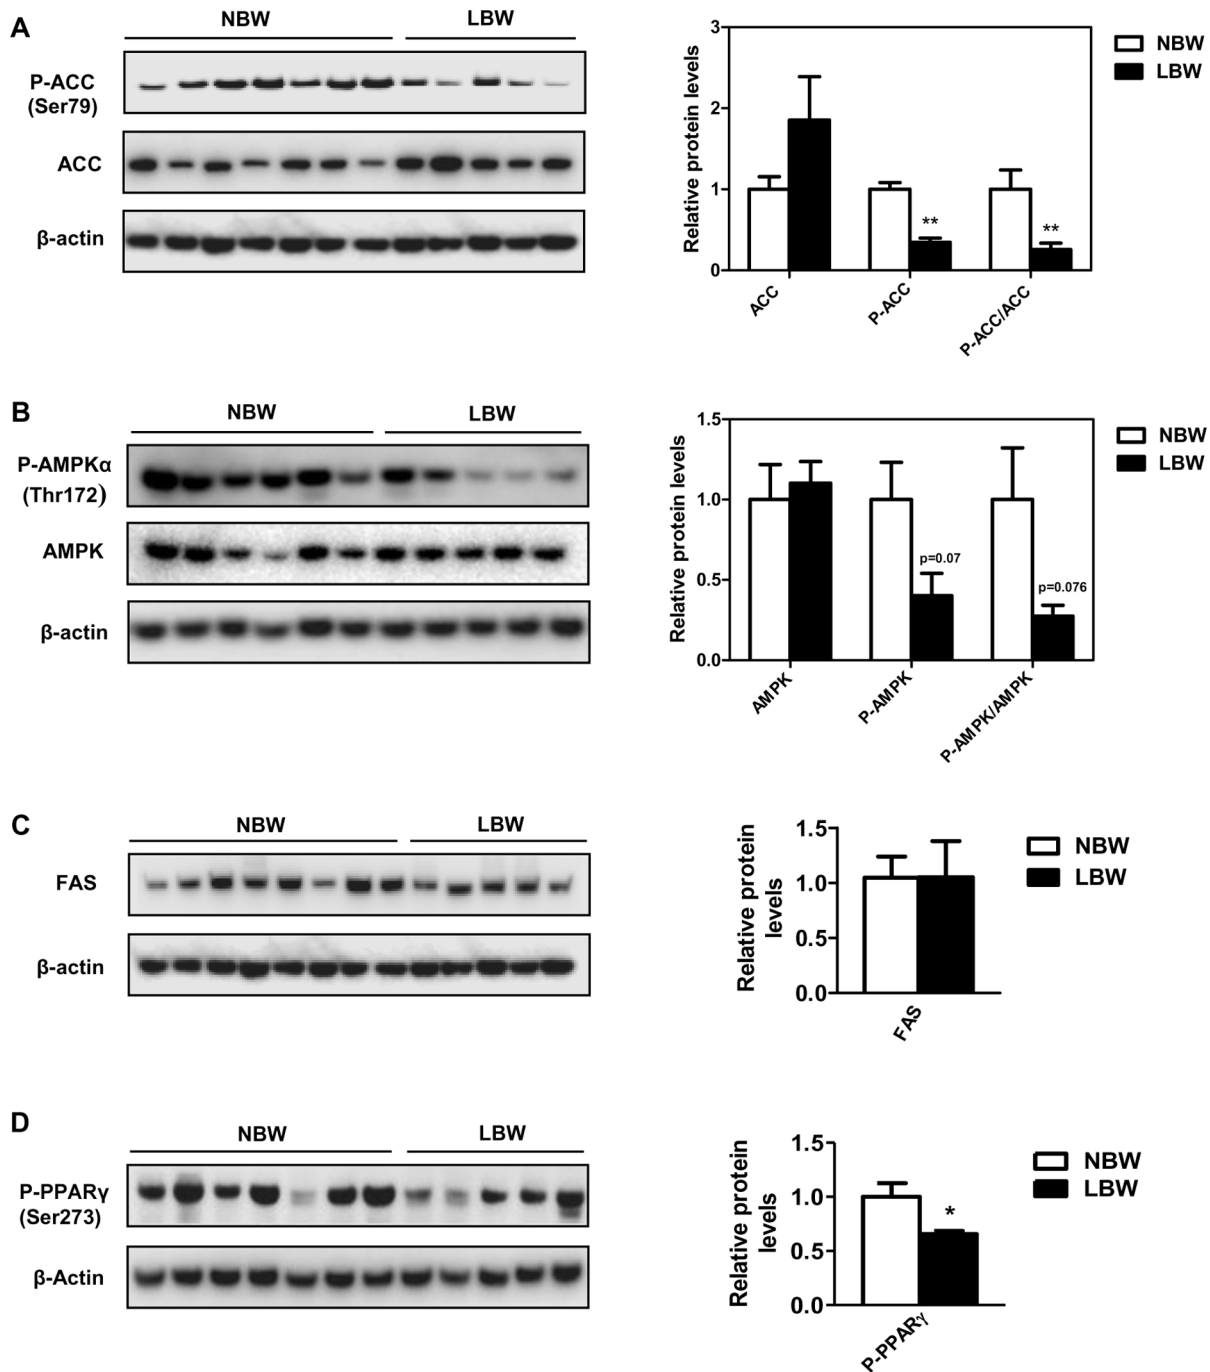 A
NBW
LBW
P-ACC
(Ser79)
ACC
β-actin
Relative protein levels
3
2
1
0
**
**
ACC
P-ACC
P-ACC/ACC
NBW
LBW
B
NBW
LBW
P-AMPKα
(Thr172)
AMPK
β-actin
Relative protein levels
1.5
1.0
0.5
0.0
p=0.07
p=0.076
AMPK
P-AMPK
P-AMPK/AMPK
NBW
LBW
C
NBW
LBW
FAS
β-actin
Relative protein
levels
1.5
1.0
0.5
0.0
FAS
NBW
LBW
D
NBW
LBW
P-PPARγ
(Ser273)
β-Actin
Relative protein
levels
1.5
1.0
0.5
0.0
*
P-PPARγ
NBW
LBW